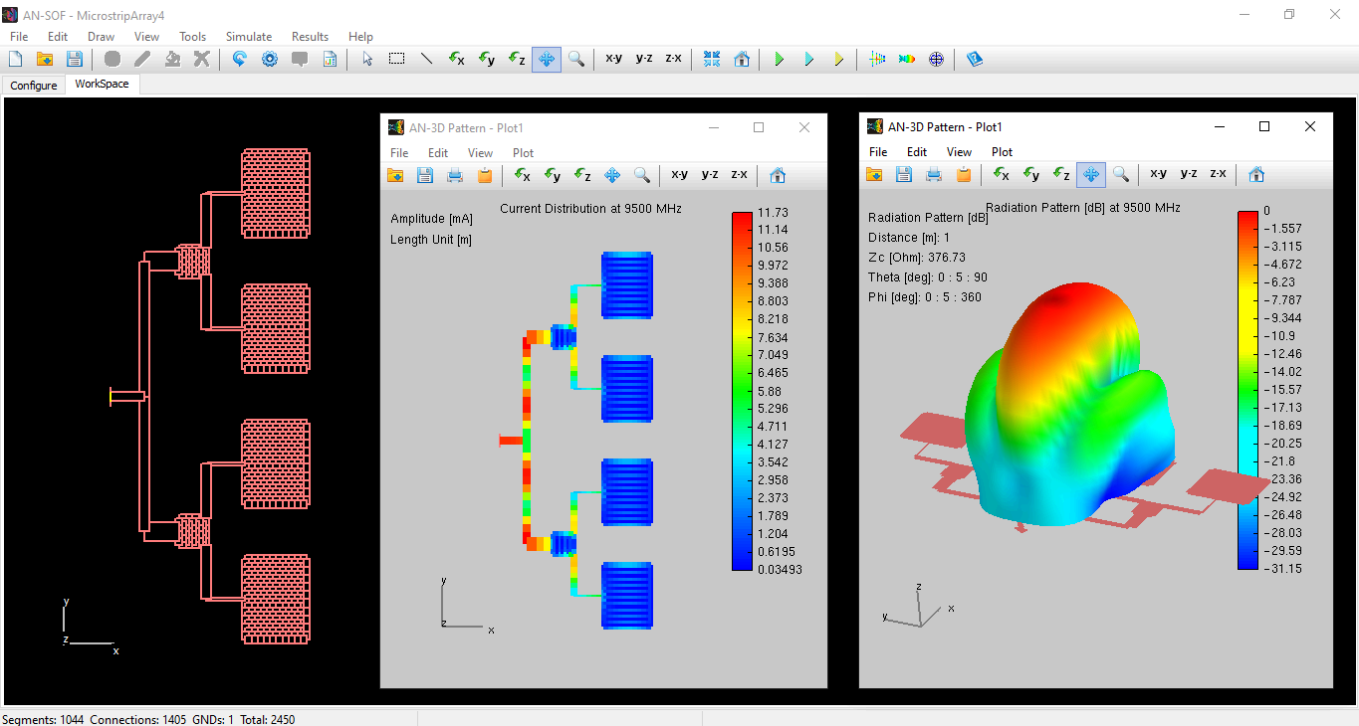 AN-SOF - MicrostripArray4
File Edit Draw View Tools Simulate Results Help
x y z x-y y-z z-x
Configure WorkSpace
y
z
x
AN-3D Pattern - Plot1
File Edit View Plot
x y z x-y y-z z-x
Current Distribution at 9500 MHz
Amplitude [mA]
Length Unit [m]
11.73
11.14
10.56
9.972
9.388
8.803
8.218
7.634
7.049
6.465
5.88
5.296
4.711
4.127
3.542
2.958
2.373
1.789
1.204
0.6195
0.03493
y
z
x
AN-3D Pattern - Plot1
File Edit View Plot
x y z x-y y-z z-x
Radiation Pattern [dB] at 9500 MHz
Radiation Pattern [dB]
Distance [m]: 1
Zc [Ohm]: 376.73
Theta [deg]: 0 : 5 : 90
Phi [deg]: 0 : 5 : 360
0
-1.557
-3.115
-4.672
-6.23
-7.787
-9.344
-10.9
-12.46
-14.02
-15.57
-17.13
-18.69
-20.25
-21.8
-23.36
-24.92
-26.48
-28.03
-29.59
-31.15
z
x
y
Segments: 1044 Connections: 1405 GNDs: 1 Total: 2450